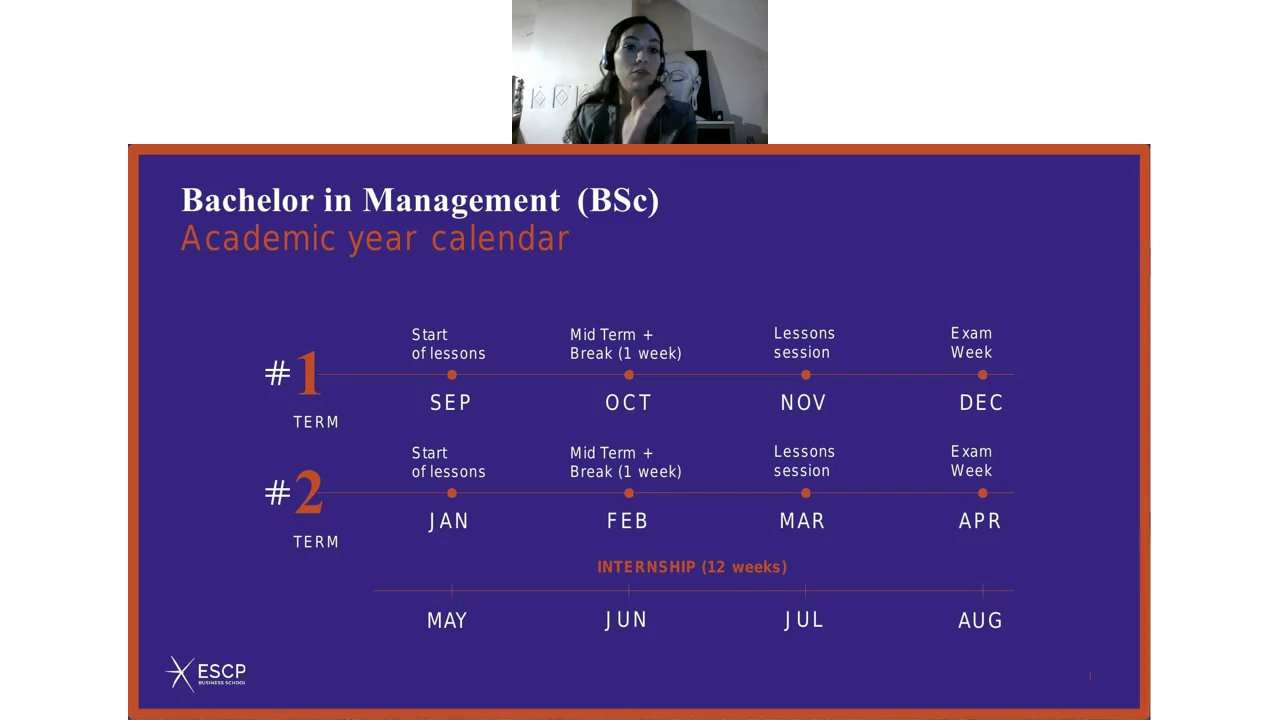 Bachelor in Management (BSc)
Academic year calendar
Start
of lessons
Mid Term +
Break (1 week)
Lessons
session
Exam
Week
#1
TERM
SEP
OCT
NOV
DEC
Start
of lessons
Mid Term +
Break (1 week)
Lessons
session
Exam
Week
#2
TERM
JAN
FEB
MAR
APR
INTERNSHIP (12 weeks)
MAY
JUN
JUL
AUG
ESCP
BUSINESS SCHOOL